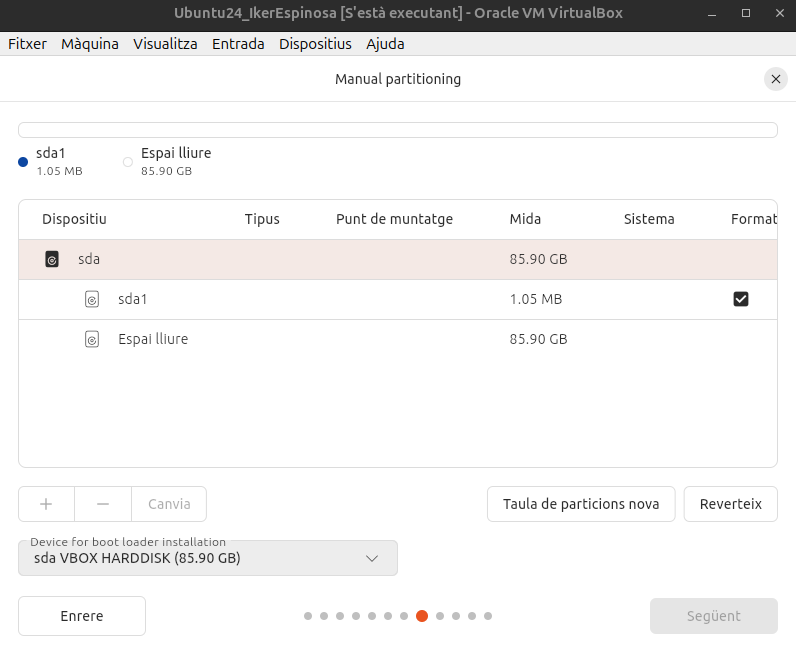 Ubuntu24_IkerEspinosa [S'està executant] - Oracle VM VirtualBox
Fitxer Màquina Visualitza Entrada Dispositius Ajuda
Manual partitioning
sda1 Espai lliure
1.05 MB 85.90 GB
Dispositiu Tipus Punt de muntatge Mida Sistema Format
sda 85.90 GB
sda1 1.05 MB
Espai lliure 85.90 GB
Canvia Taula de particions nova Reverteix
Device for boot loader installation
sda VBOX HARDDISK (85.90 GB)
Enrere Següent